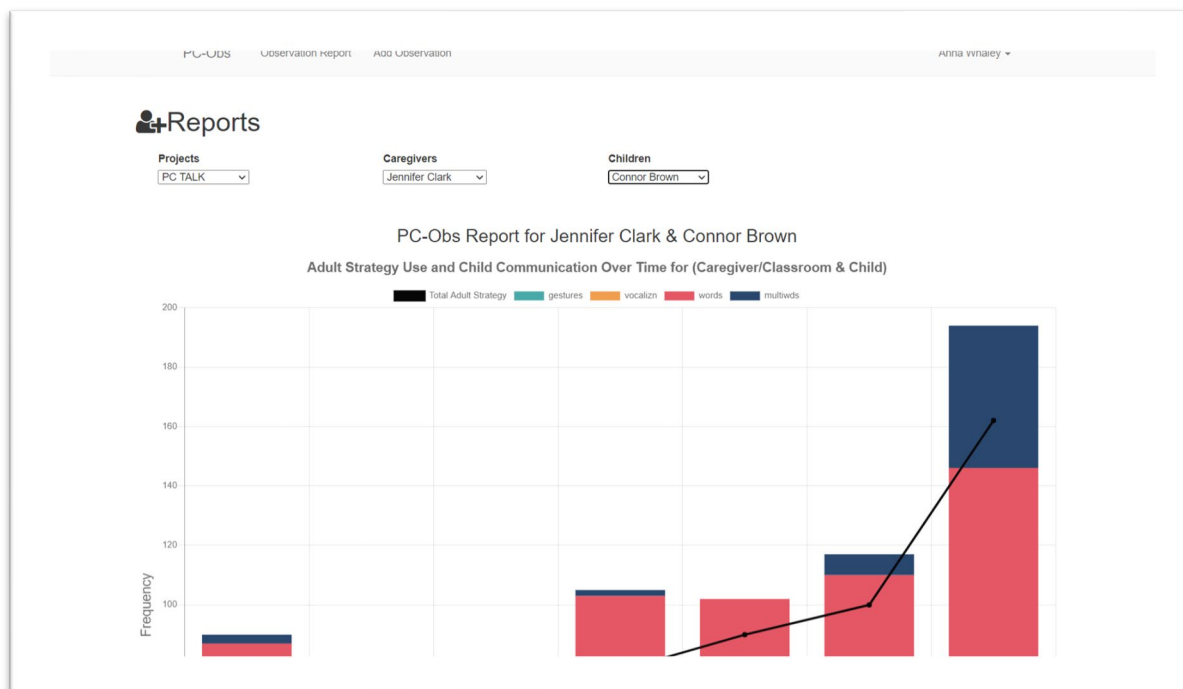 PC-Obs Observation Report Add Observation Anna Whaley
Reports
Projects Caregivers Children
PC TALK Jennifer Clark Connor Brown
PC-Obs Report for Jennifer Clark & Connor Brown
Adult Strategy Use and Child Communication Over Time for (Caregiver/Classroom & Child)
Total Adult Strategy gestures vocalizn words multiwds
200
180
160
140
120
100
Frequency